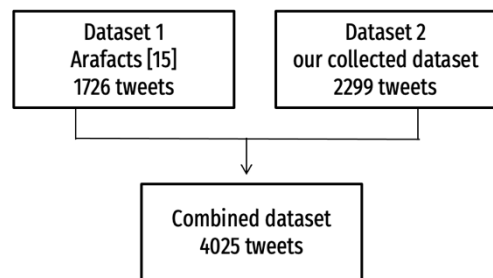 Dataset 1
Arafacts [15]
1726 tweets
Dataset 2
our collected dataset
2299 tweets
Combined dataset
4025 tweets